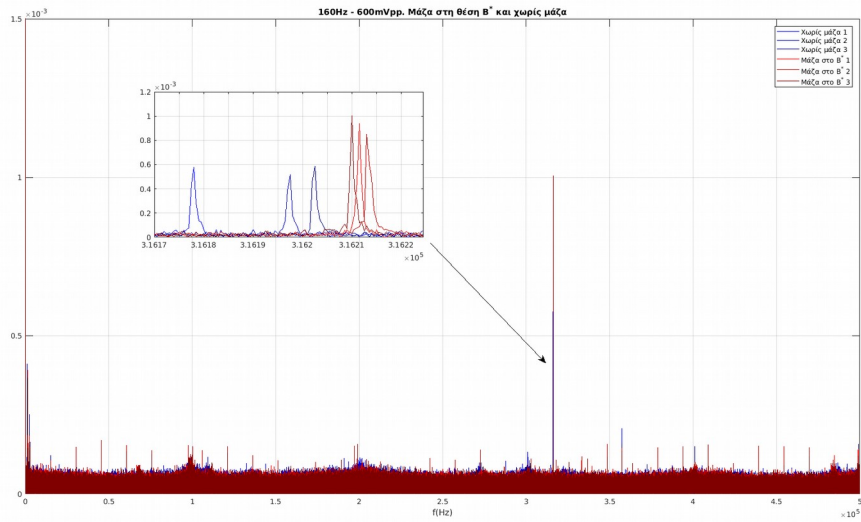 160Hz - 600mVpp. Μάζα στη θέση Β* και χωρίς μάζα
1.5 ×10⁻³
Χωρίς μάζα 1
Χωρίς μάζα 2
Χωρίς μάζα 3
Μάζα στο Β* 1
Μάζα στο Β* 2
Μάζα στο Β* 3
1.2 ×10⁻³
1
0.8
0.6
0.4
0.2
0
3.1617 3.1618 3.1619 3.162 3.1621 3.1622
×10⁵
1
0.5
0
0 0.5 1 1.5 2 2.5 3 3.5 4 4.5 5
f(Hz)
×10⁵